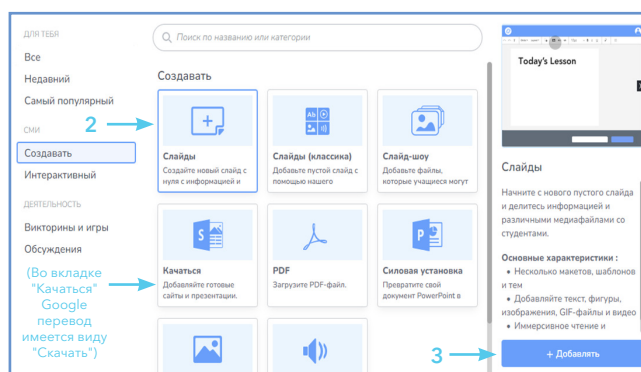 ДЛЯ ТЕБЯ
Все
Недавний
Самый популярный
СМИ
Создавать
Интерактивный
ДЕЯТЕЛЬНОСТЬ
Викторины и игры
Обсуждения
(Во вкладке
"Качаться"
Google
перевод
имеется виду
"Скачать")
Поиск по названию или категории
Создавать
2
Слайды
Создайте новый слайд с
нуля с информацией и
Слайды (классика)
Добавьте пустой слайд с
помощью нашего
Слайд-шоу
Добавьте файлы,
которые учащиеся могут
S
Качаться
Добавляйте готовые
сайты и презентации.
PDF
Загрузите PDF-файл.
P
Силовая установка
Превратите свой
документ PowerPoint в
Today's Lesson
Слайды
Начните с нового пустого слайда
и делитесь информацией и
различными медиафайлами со
студентами.
Основные характеристики :
• Несколько макетов, шаблонов
и тем
• Добавляйте текст, фигуры,
изображения, GIF-файлы и видео
• Иммерсивное чтение и
3
+ Добавлять